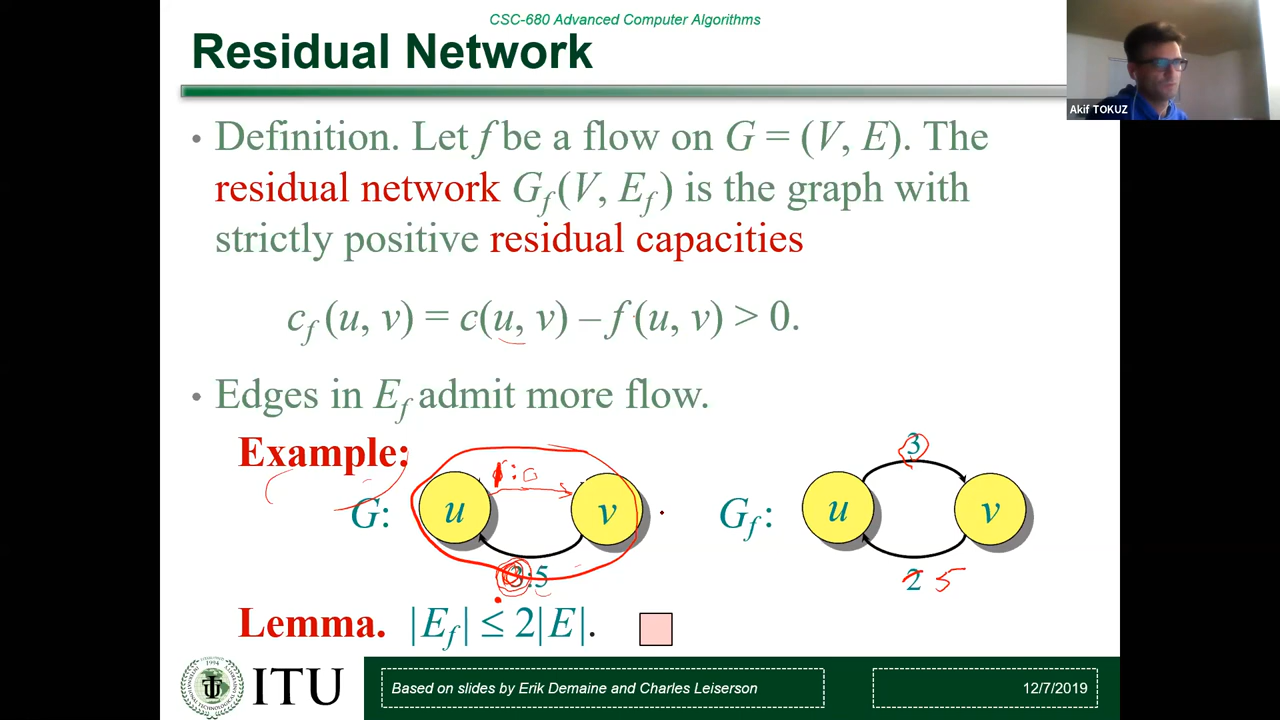 CSC-680 Advanced Computer Algorithms
Residual Network
Akif TOKUZ
• Definition. Let f be a flow on G = (V, E). The
residual network Gf(V, Ef) is the graph with
strictly positive residual capacities
cf (u, v) = c(u, v) – f (u, v) > 0.
• Edges in Ef admit more flow.
Example:
G:
u
v
:0
3:5
Gf:
u
v
3
2 5
Lemma. |Ef| ≤ 2|E|.
1994
ITU
Based on slides by Erik Demaine and Charles Leiserson
12/7/2019